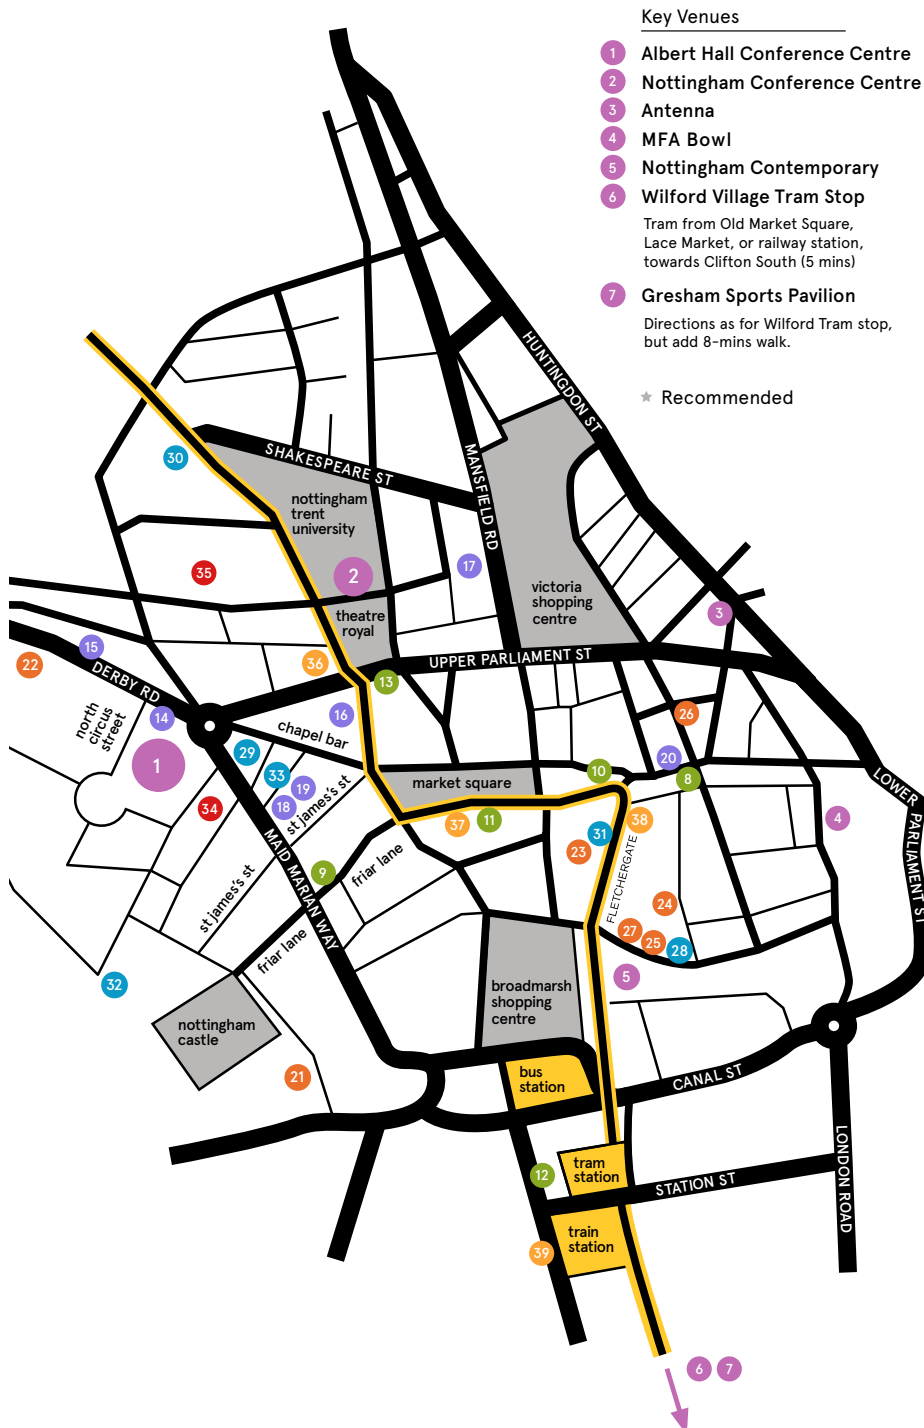 Key Venues
1 Albert Hall Conference Centre
2 Nottingham Conference Centre
3 Antenna
4 MFA Bowl
5 Nottingham Contemporary
6 Wilford Village Tram Stop
Tram from Old Market Square,
Lace Market, or railway station,
towards Clifton South (5 mins)
7 Gresham Sports Pavilion
Directions as for Wilford Tram stop,
but add 8-mins walk.
★ Recommended
HUNTINGDON ST
MANSFIELD RD
SHAKESPEARE ST
30
nottingham
trent
university
35
2
17
victoria
shopping
centre
3
theatre
royal
15
22
DERBY RD
36
13
UPPER PARLIAMENT ST
north
circus
street
14
16
chapel bar
26
1
29
33
19
18
34
st james's st
market square
10
20
8
LOWER
PARLIAMENT ST
37
11
31
38
4
23
FLETCHERGATE
MAID MARIAN WAY
9
friar lane
st james's st
24
27
25
28
friar lane
32
5
broadmarsh
shopping
centre
nottingham
castle
21
bus
station
CANAL ST
12
tram
station
STATION ST
LONDON ROAD
39
train
station
6
7